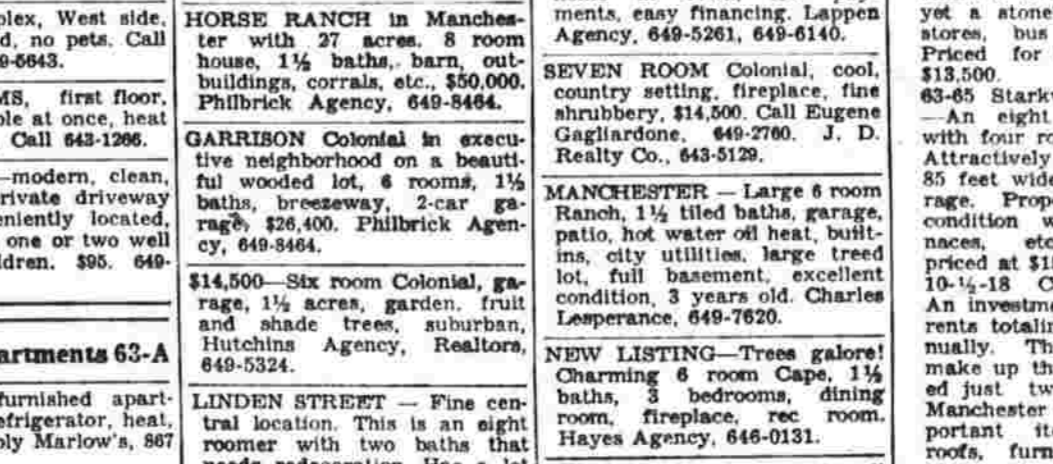 plex, West side,
d, no pets. Call
9-5643.
MS, first floor,
ble at once, heat
Call 643-1266.
—modern, clean,
rivate driveway
eniently located,
one or two well
ldren. $95. 649-
artments 63-A
furnished apart-
efrigerator, heat,
ply Marlow's, 867
HORSE RANCH in Manches-
ter with 27 acres. 8 room
house, 1½ baths, barn, out-
buildings, corrals, etc., $50,000.
Philbrick Agency, 649-8464.
GARRISON Colonial in execu-
tive neighborhood on a beauti-
ful wooded lot, 6 rooms, 1½
baths, breezeway, 2-car ga-
rage, $26,400. Philbrick Agen-
cy, 649-8464.
$14,500—Six room Colonial, ga-
rage, 1½ acres, garden, fruit
and shade trees, suburban,
Hutchins Agency, Realtors,
649-5324.
LINDEN STREET — Fine cen-
tral location. This is an eight
roomer with two baths that
needs redecoration. Has a lot
ments, easy financing. Lappen
Agency, 649-5261, 649-6140.
SEVEN ROOM Colonial, cool,
country setting, fireplace, fine
shrubbery, $14,500. Call Eugene
Gagliardone, 649-2760. J. D.
Realty Co., 643-5129.
MANCHESTER — Large 6 room
Ranch, 1½ tiled baths, garage,
patio, hot water oil heat, built-
ins, city utilities, large treed
lot, full basement, excellent
condition, 3 years old. Charles
Lesperance, 649-7620.
NEW LISTING—Trees galore!
Charming 6 room Cape, 1½
baths, 3 bedrooms, dining
room, fireplace, rec room.
Hayes Agency, 646-0131.
yet a stone
stores, bus
Priced for
$13,500.
63-65 Stark
—An eight
with four ro
Attractively
85 feet wide
rage. Prop
condition w
naces, etc
priced at $1
10-½-18 C
An investm
rents totalin
nually. Th
make up th
ed just tw
Manchester
portant it
roofs, furn